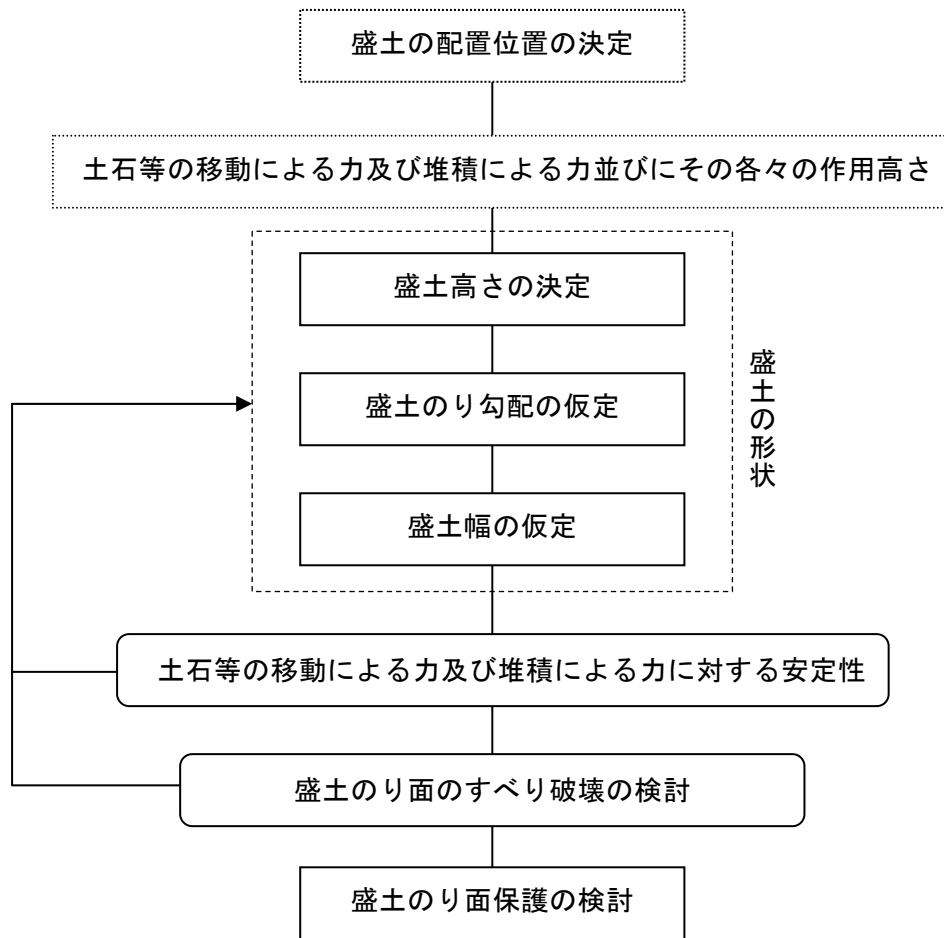 盛土の配置位置の決定
土石等の移動による力及び堆積による力並びにその各々の作用高さ
盛土高さの決定
盛土のり勾配の仮定
盛土幅の仮定
盛土の形状
土石等の移動による力及び堆積による力に対する安定性
盛土のり面のすべり破壊の検討
盛土のり面保護の検討